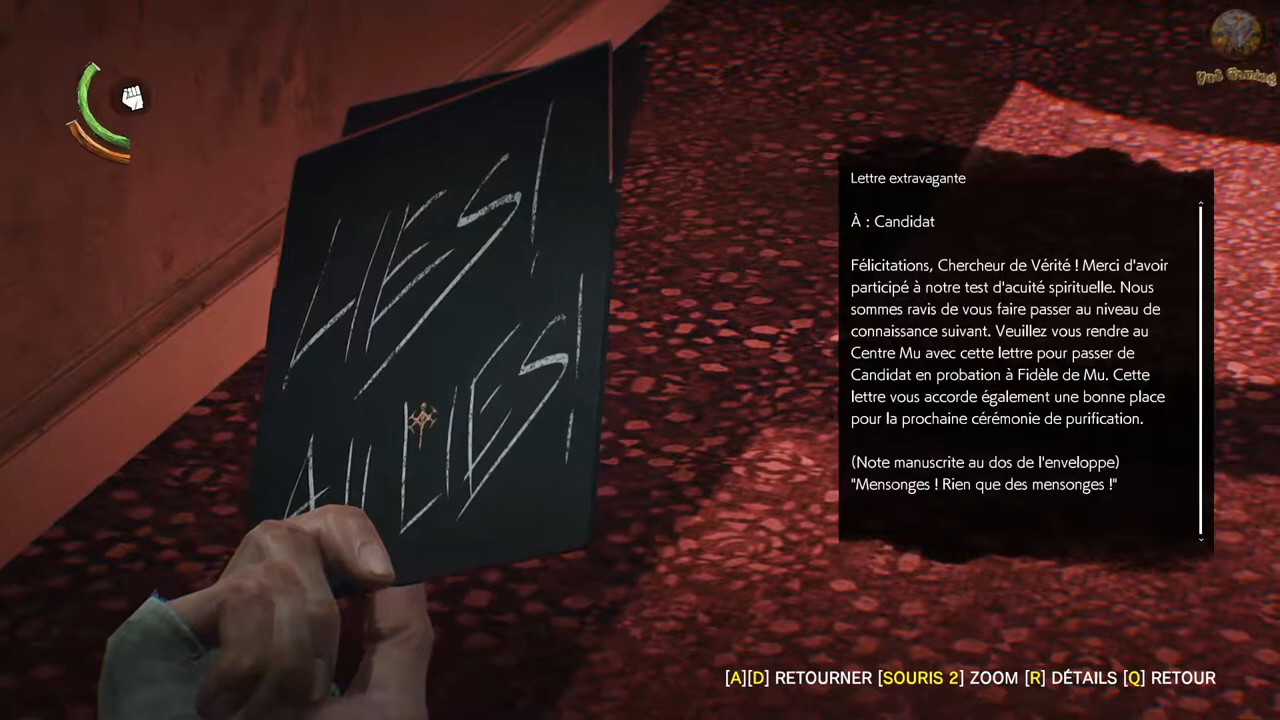 Yo$ Gaming
LIES!
All LIES!
Lettre extravagante
À : Candidat
Félicitations, Chercheur de Vérité ! Merci d'avoir
participé à notre test d'acuité spirituelle. Nous
sommes ravis de vous faire passer au niveau de
connaissance suivant. Veuillez vous rendre au
Centre Mu avec cette lettre pour passer de
Candidat en probation à Fidèle de Mu. Cette
lettre vous accorde également une bonne place
pour la prochaine cérémonie de purification.
(Note manuscrite au dos de l'enveloppe)
"Mensonges ! Rien que des mensonges !"
[A][D] RETOURNER [SOURIS 2] ZOOM [R] DÉTAILS [Q] RETOUR